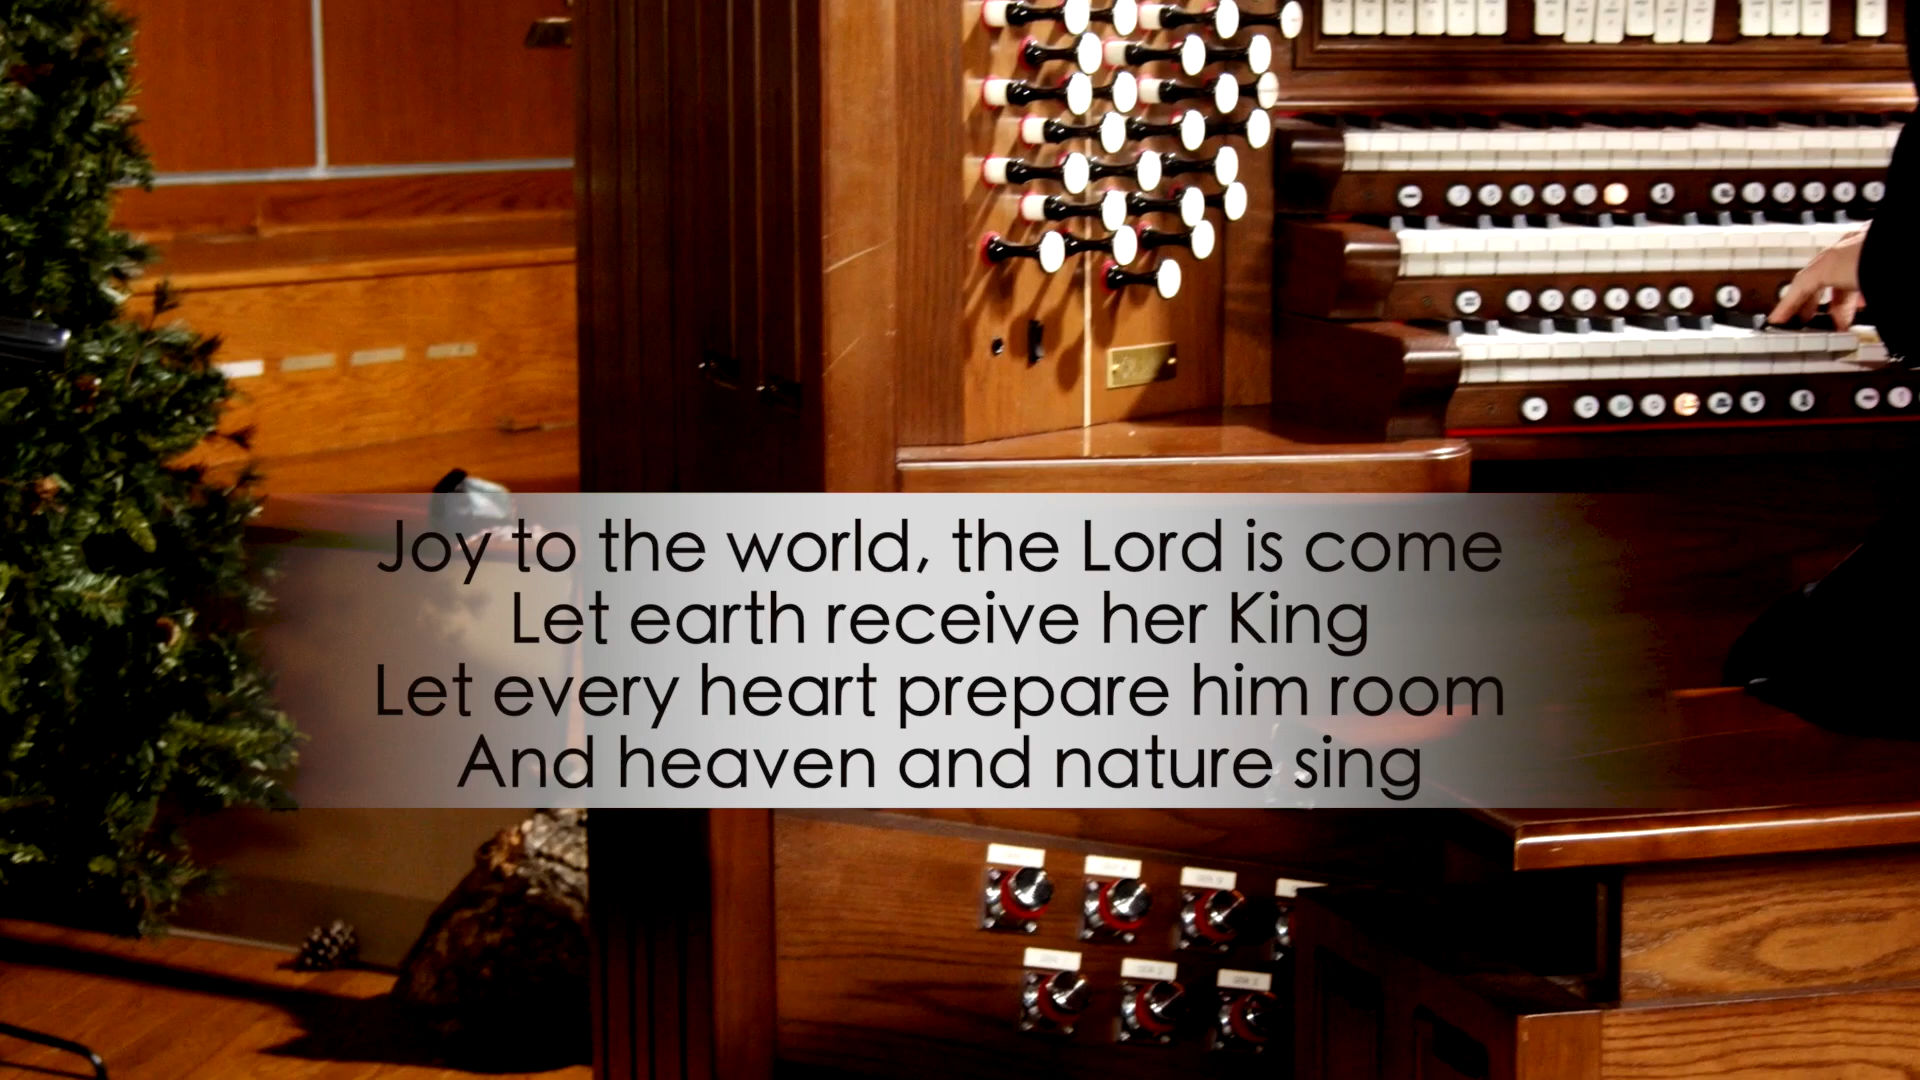 Joy to the world, the Lord is come
Let earth receive her King
Let every heart prepare him room
And heaven and nature sing